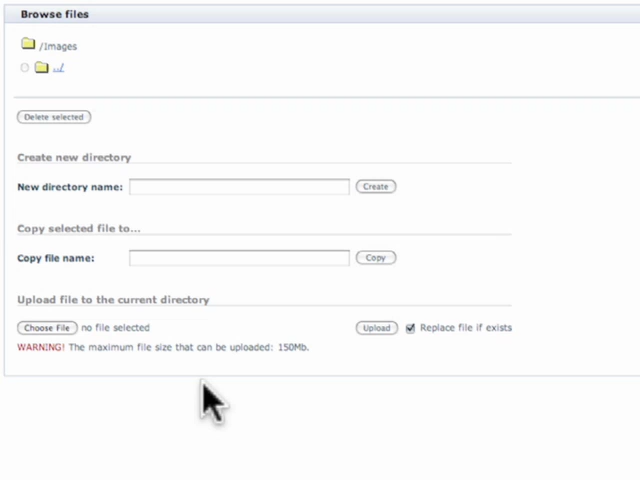 Browse files
/Images
../
Delete selected
Create new directory
New directory name: Create
Copy selected file to...
Copy file name: Copy
Upload file to the current directory
Choose File no file selected Upload Replace file if exists
WARNING! The maximum file size that can be uploaded: 150Mb.